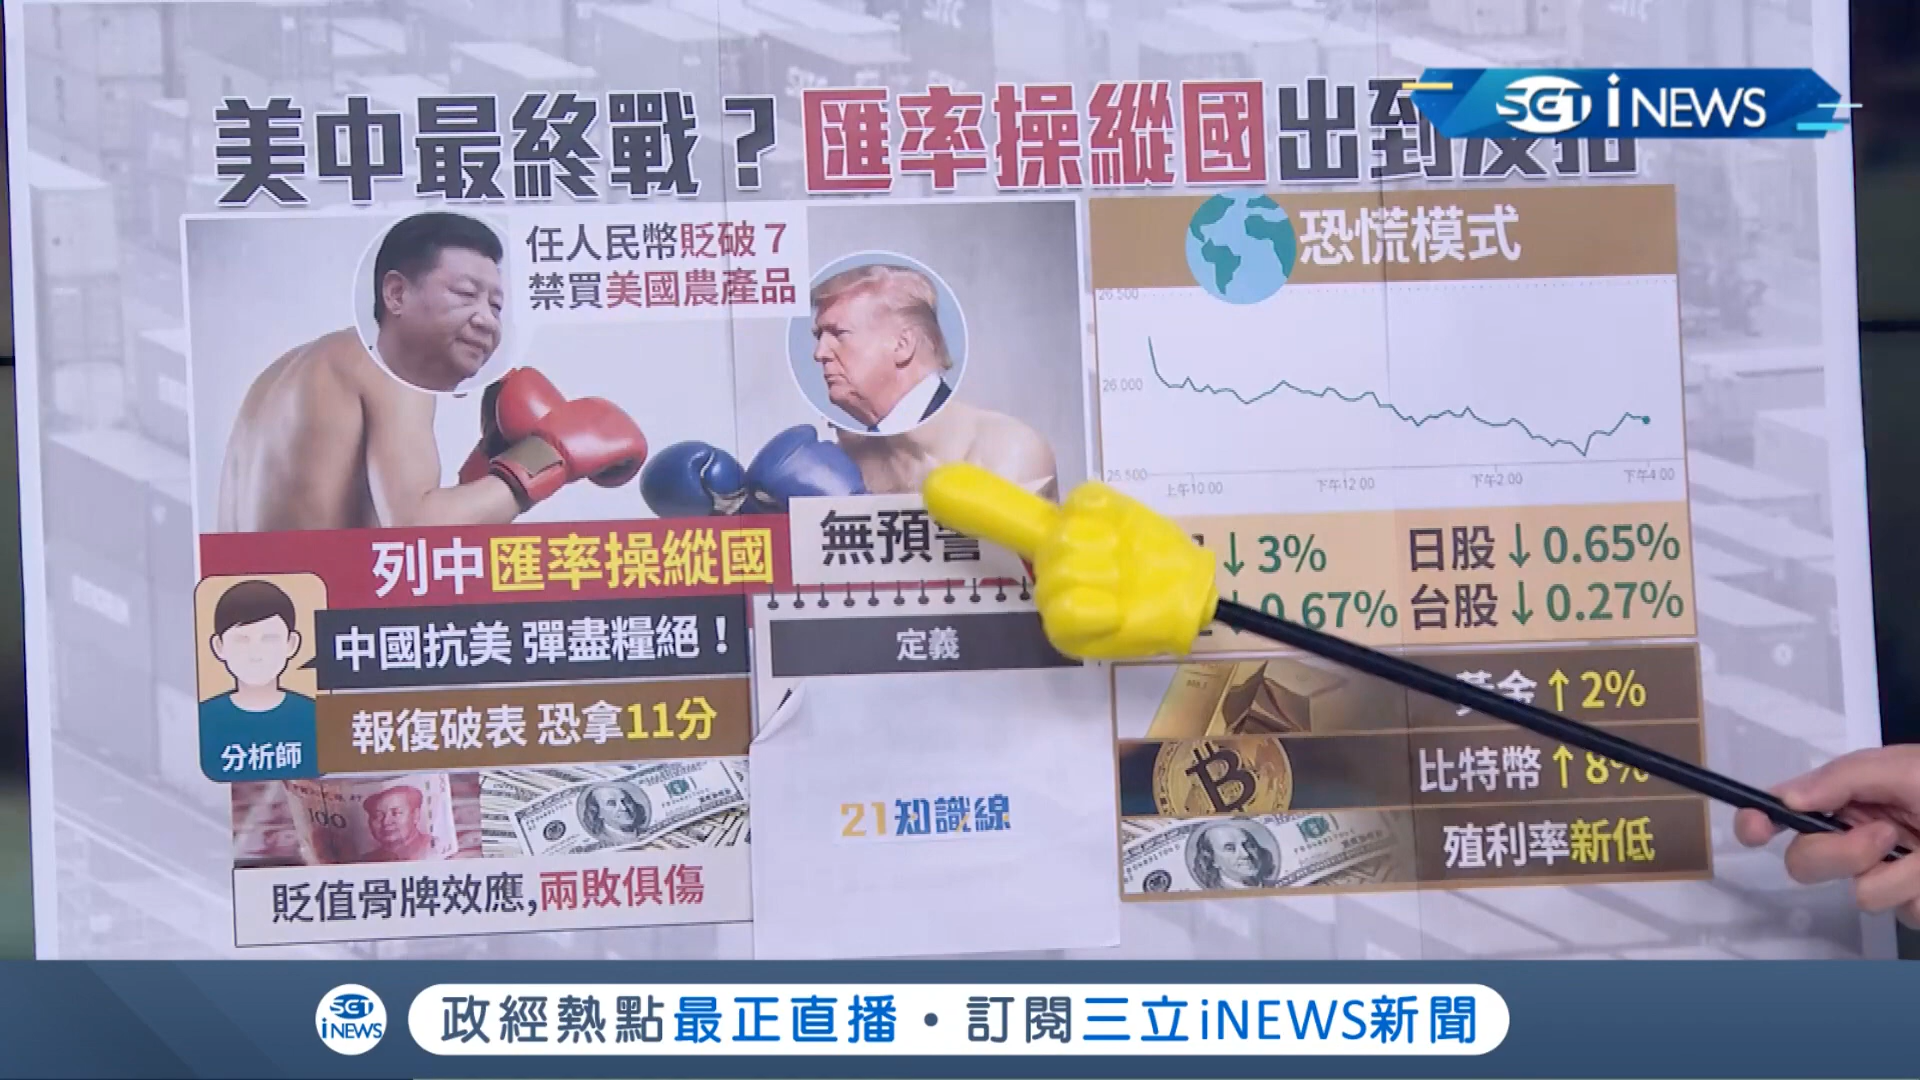 美中最終戰？匯率操縱國出到
SET iNEWS
任人民幣貶破7
禁買美國農產品
恐慌模式
26,500
26,000
25,500
上午10:00
下午12:00
下午2:00
下午4:00
列中匯率操縱國
無預警
↓3%
日股↓0.65%
↓0.67%
台股↓0.27%
中國抗美 彈盡糧絕！
報復破表 恐拿11分
分析師
定義
21知識線
黃金↑2%
比特幣↑8%
殖利率新低
100
貶值骨牌效應,兩敗俱傷
SET iNEWS
政經熱點最正直播・訂閱三立iNEWS新聞